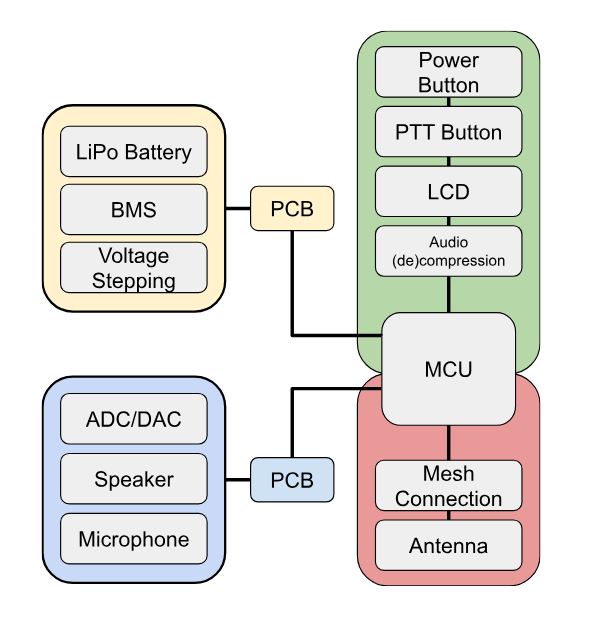 Power
Button
PTT Button
LCD
Audio
(de)compression
LiPo Battery
BMS
Voltage
Stepping
PCB
MCU
ADC/DAC
Speaker
Microphone
PCB
Mesh
Connection
Antenna